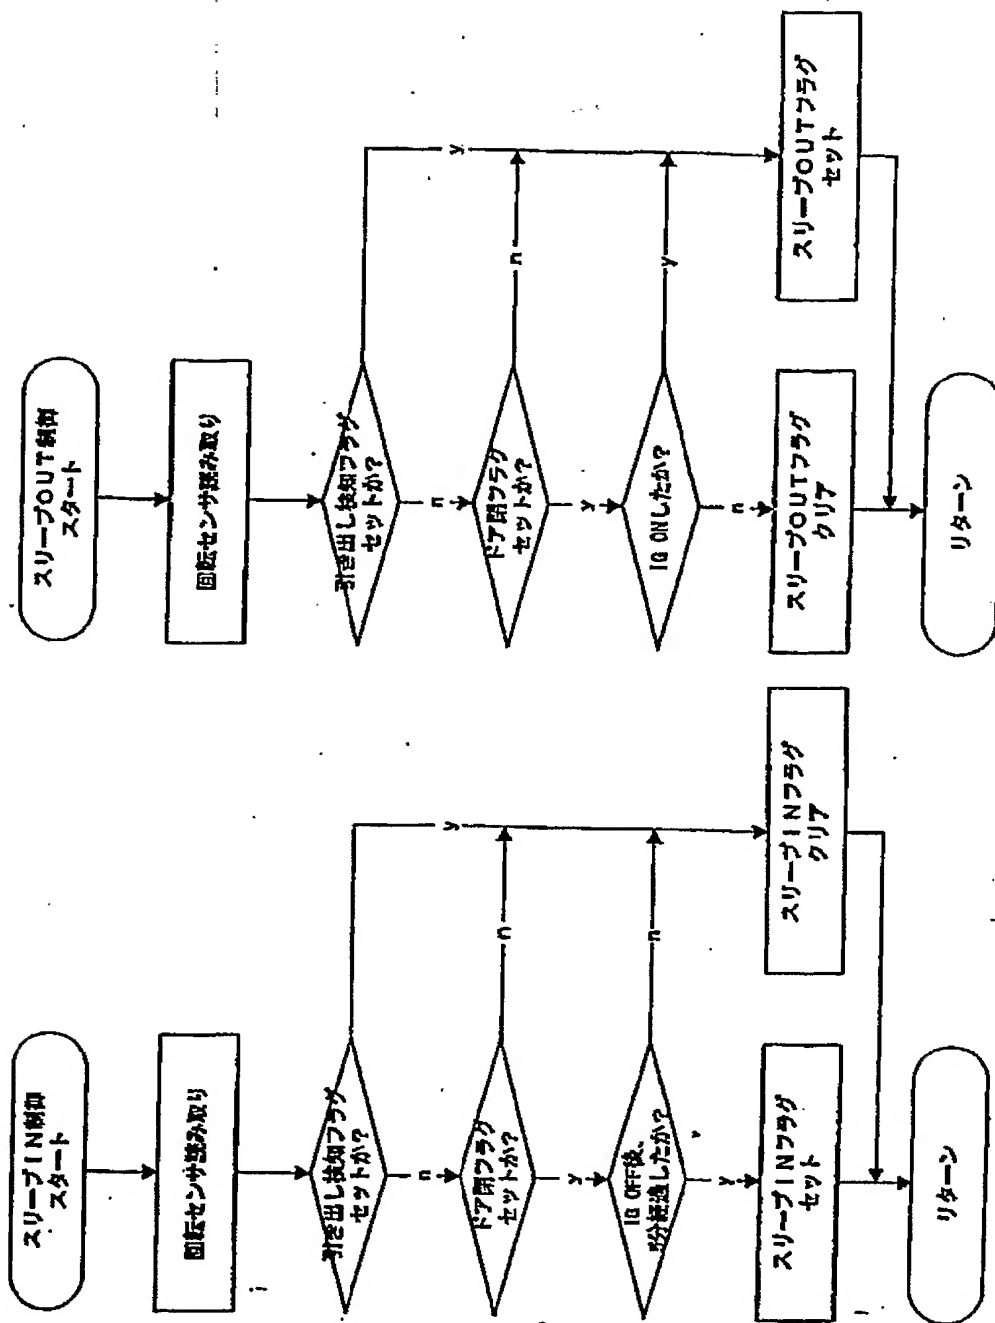 スリープIN制御
スタート
回転センサ読み取り
引き出し検知フラグ
セットか?
y
n
ドア閉フラグ
セットか?
n
y
IG OFF後、
分経過したか?
n
y
スリープINフラグ
セット
スリープINフラグ
クリア
リターン
スリープOUT制御
スタート
回転センサ読み取り
引き出し検知フラグ
セットか?
y
n
ドア閉フラグ
セットか?
n
y
IG ONしたか?
y
n
スリープOUTフラグ
クリア
スリープOUTフラグ
セット
リターン